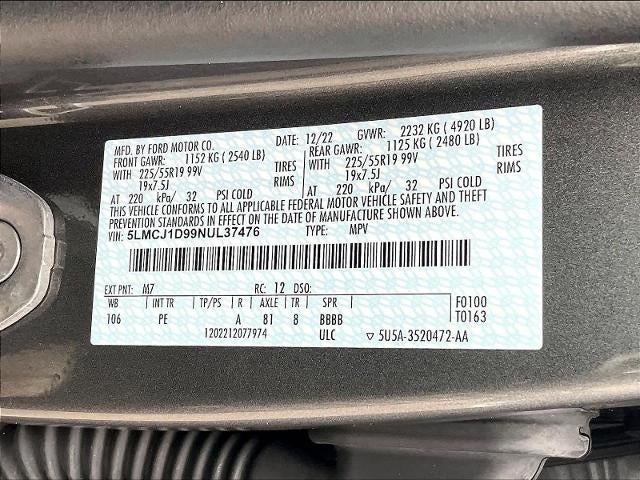 MFD. BY FORD MOTOR CO. DATE: 12/22 GVWR: 2232 KG ( 4920 LB)
FRONT GAWR: 1152 KG ( 2540 LB) REAR GAWR: 1125 KG ( 2480 LB)
WITH 225/55R19 99V TIRES WITH 225/55R19 99V TIRES
19x7.5J RIMS 19x7.5J RIMS
AT 220 kPa/ 32 PSI COLD AT 220 kPa/ 32 PSI COLD
THIS VEHICLE CONFORMS TO ALL APPLICABLE FEDERAL MOTOR VEHICLE SAFETY AND THEFT
PREVENTION STANDARDS IN EFFECT ON THE DATE OF MANUFACTURE SHOWN ABOVE.
VIN: 5LMCJ1D99NUL37476 TYPE: MPV
EXT PNT: M7 RC: 12 DSO:
WB INT TR TP/PS R AXLE TR SPR F0100
106 PE A 81 8 BBBB T0163
1202212077974 ULC 5U5A-3520472-AA